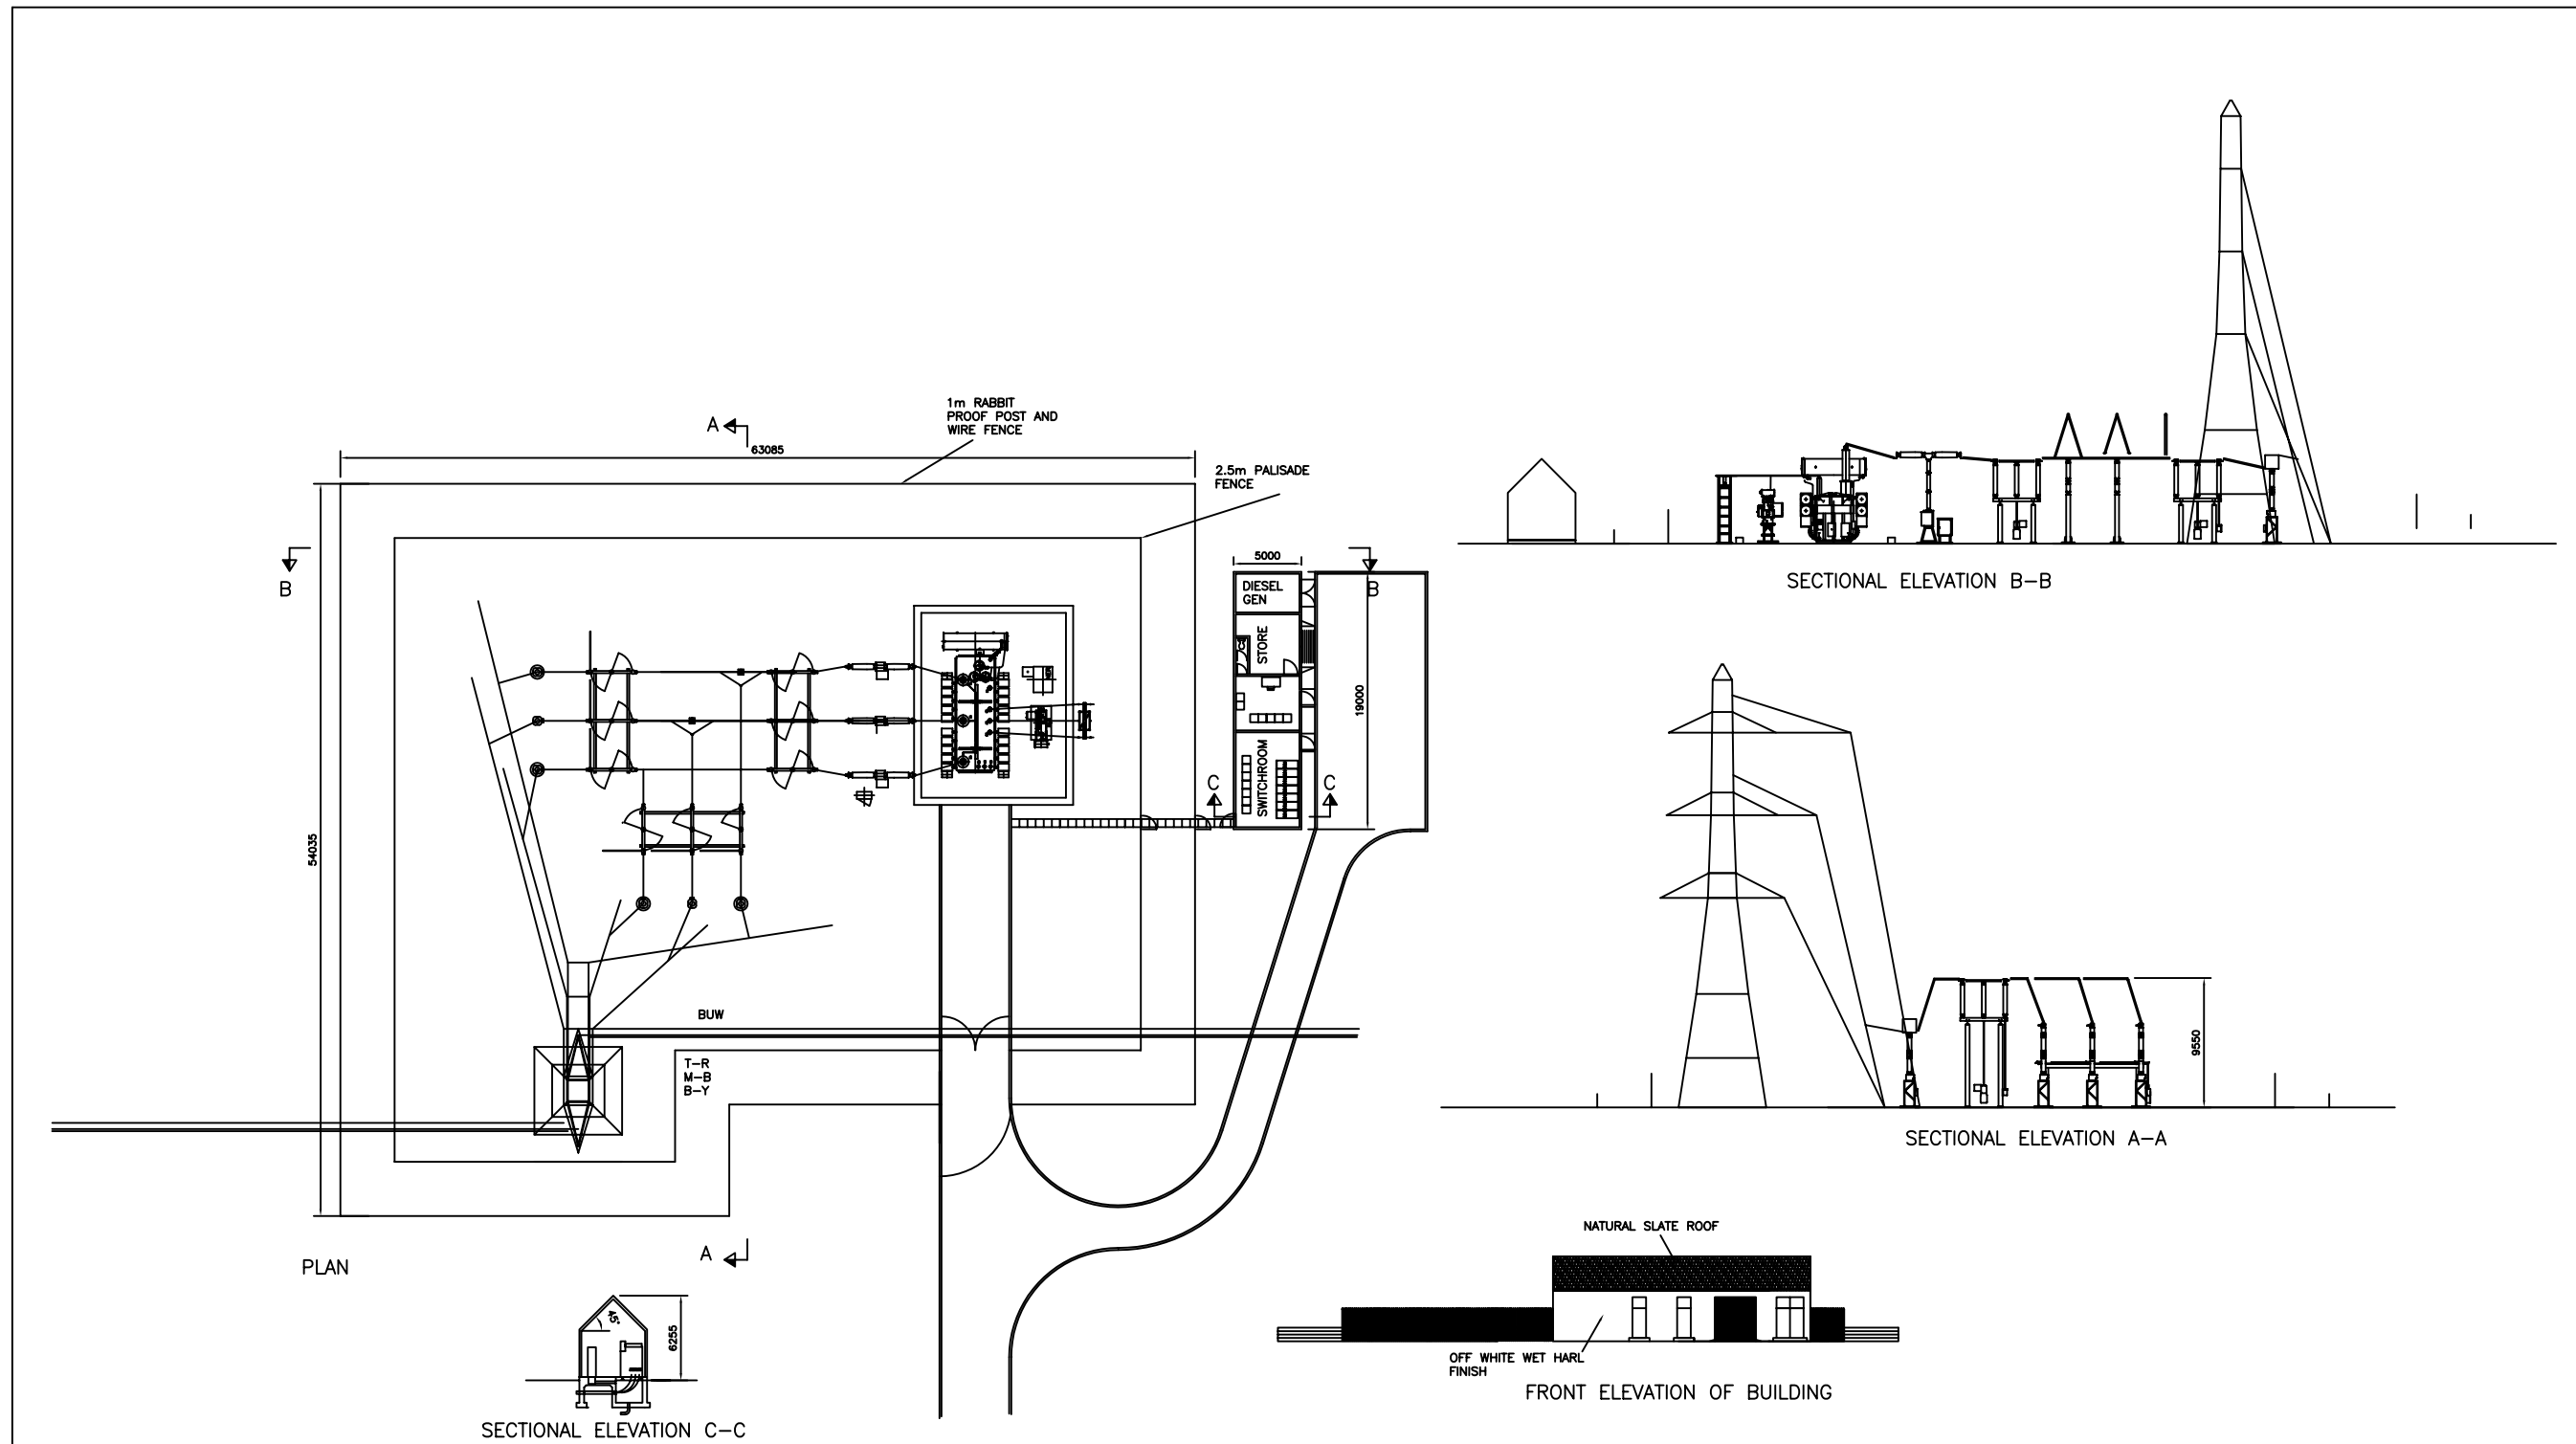 1m RABBIT
PROOF POST AND
WIRE FENCE
A
63085
2.5m PALISADE
FENCE
B
B
5000
DIESEL
GEN
STORE
19000
SWITCHROOM
C
C
54035
BUW
T-R
M-B
B-Y
A
PLAN
45°
6255
SECTIONAL ELEVATION C-C
SECTIONAL ELEVATION B-B
9550
SECTIONAL ELEVATION A-A
NATURAL SLATE ROOF
OFF WHITE WET HARL
FINISH
FRONT ELEVATION OF BUILDING